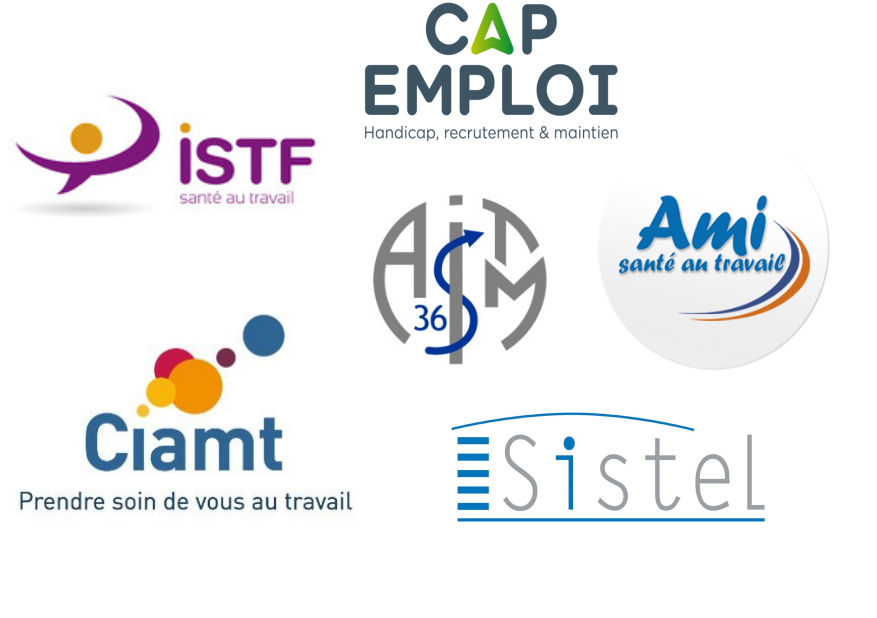 CAP
EMPLOI
Handicap, recrutement & maintien
iSTF
santé au travail
AiSTM
36
Ami
santé au travail
Ciamt
Prendre soin de vous au travail
Sistel